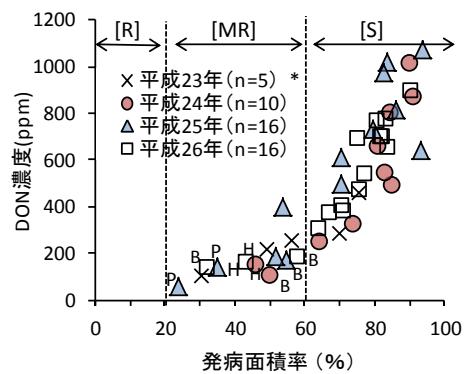 [R] [MR] [S]
1200
1000
800
600
400
200
0
DON濃度(ppm)
平成23年(n=5) *
平成24年(n=10)
平成25年(n=16)
平成26年(n=16)
P B P H H H B B B
0 20 40 60 80 100
発病面積率 (%)